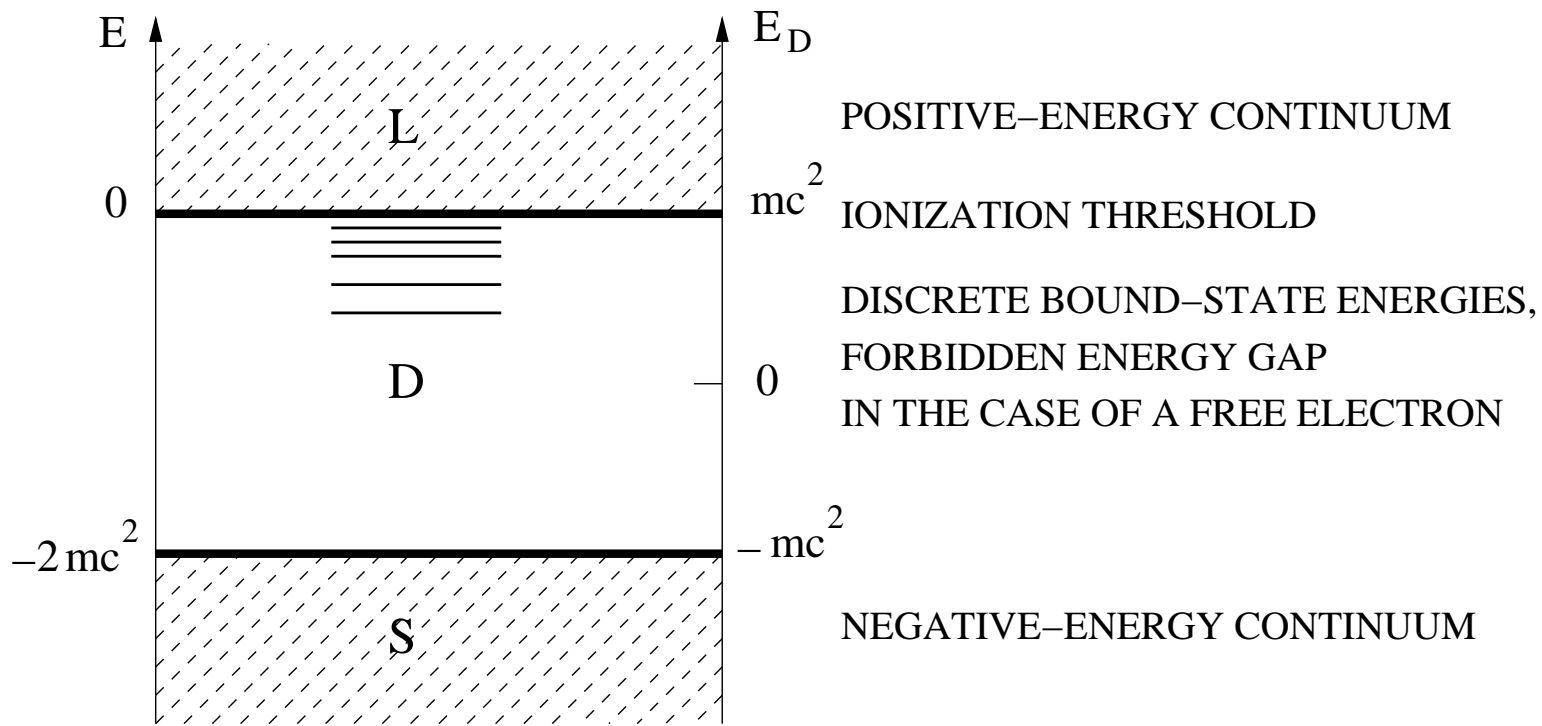 E
E_D
L
POSITIVE–ENERGY CONTINUUM
0
mc^2
IONIZATION THRESHOLD
DISCRETE BOUND–STATE ENERGIES,
FORBIDDEN ENERGY GAP
D
0
IN THE CASE OF A FREE ELECTRON
–2 mc^2
– mc^2
S
NEGATIVE–ENERGY CONTINUUM